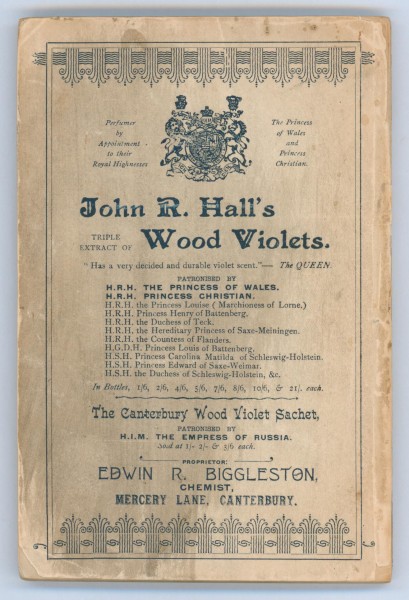 Perfumer
by
Appointment
to their
Royal Highnesses
The Princess
of Wales
and
Princess
Christian.
John R. Hall's
TRIPLE
EXTRACT OF
Wood Violets.
"Has a very decided and durable violet scent."— The QUEEN
PATRONISED BY
H.R.H. THE PRINCESS OF WALES.
H.R.H. PRINCESS CHRISTIAN.
H.R.H. the Princess Louise (Marchioness of Lorne,)
H.R.H. Princess Henry of Battenberg,
H.R.H. the Duchess of Teck.
H.R.H. the Hereditary Princess of Saxe-Meiningen.
H.R.H. the Countess of Flanders.
H.G.D.H. Princess Louis of Battenberg,
H.S.H. Princess Carolina Matilda of Schleswig-Holstein.
H.S.H. Princess Edward of Saxe-Weimar.
H.S.H. the Duchess of Schleswig-Holstein, &c.
In Bottles, 1/6, 2/6, 4/6, 5/6, 7/6, 8/6, 10/6, & 21/- each.
The Canterbury Wood Violet Sachet,
PATRONISED BY
H.I.M. THE EMPRESS OF RUSSIA.
Sold at 1/- 2/- & 3/6 each.
PROPRIETOR:
EDWIN R. BIGGLESTON,
CHEMIST,
MERCERY LANE, CANTERBURY.